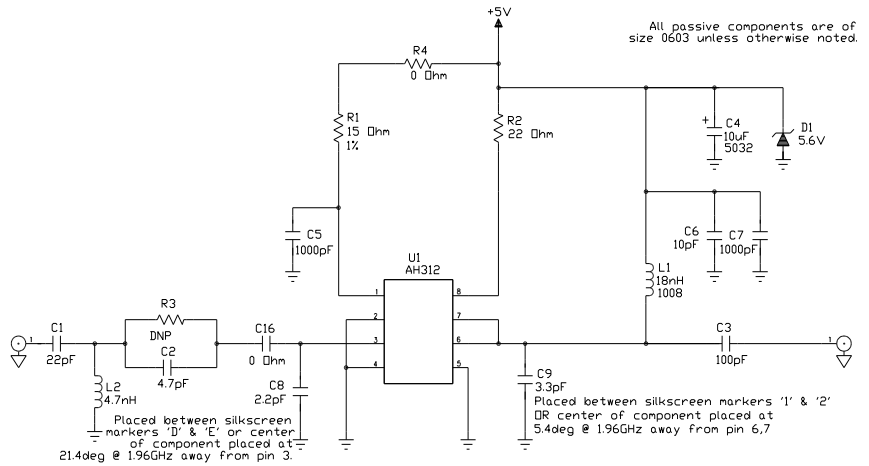 +5V
All passive components are of
size 0603 unless otherwise noted.
R4
0 Ohm
R1
15 Ohm
1%
R2
22 Ohm
+
C4
10uF
5032
D1
5.6V
C5
1000pF
C6
10pF
C7
1000pF
U1
AH312
L1
18nH
1008
1
8
2
7
3
6
4
5
R3
DNP
C1
1
22pF
C2
4.7pF
C16
0 Ohm
C3
100pF
1
L2
4.7nH
C8
2.2pF
C9
3.3pF
Placed between silkscreen
markers 'D' & 'E' or center
of component placed at
21.4deg @ 1.96GHz away from pin 3.
Placed between silkscreen markers '1' & '2'
OR center of component placed at
5.4deg @ 1.96GHz away from pin 6,7